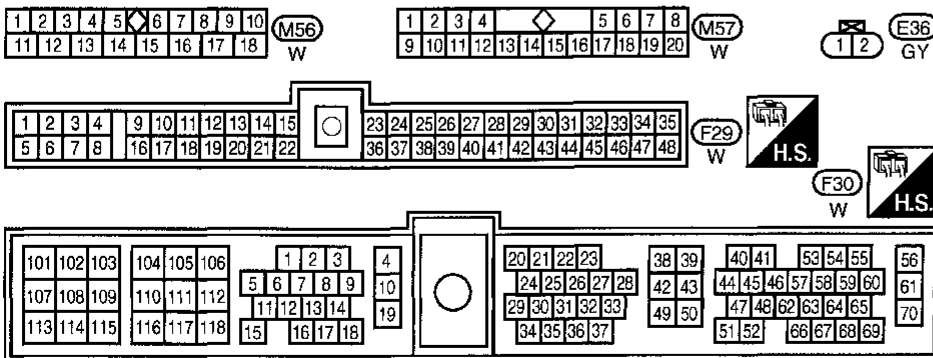 1 2 3 4 5 6 7 8 9 10
11 12 13 14 15 16 17 18
M56
W
1 2 3 4 5 6 7 8
9 10 11 12 13 14 15 16 17 18 19 20
M57
W
1 2
E36
GY
1 2 3 4 9 10 11 12 13 14 15 23 24 25 26 27 28 29 30 31 32 33 34 35
5 6 7 8 16 17 18 19 20 21 22 36 37 38 39 40 41 42 43 44 45 46 47 48
F29
W
H.S.
F30
W
H.S.
101 102 103 104 105 106 1 2 3 4 20 21 22 23 38 39 40 41 53 54 55 56
107 108 109 110 111 112 5 6 7 8 9 10 24 25 26 27 28 42 43 44 45 46 57 58 59 60 61
113 114 115 116 117 118 11 12 13 14 19 29 30 31 32 33 49 50 47 48 62 63 64 65 70
15 16 17 18 34 35 36 37 51 52 66 67 68 69